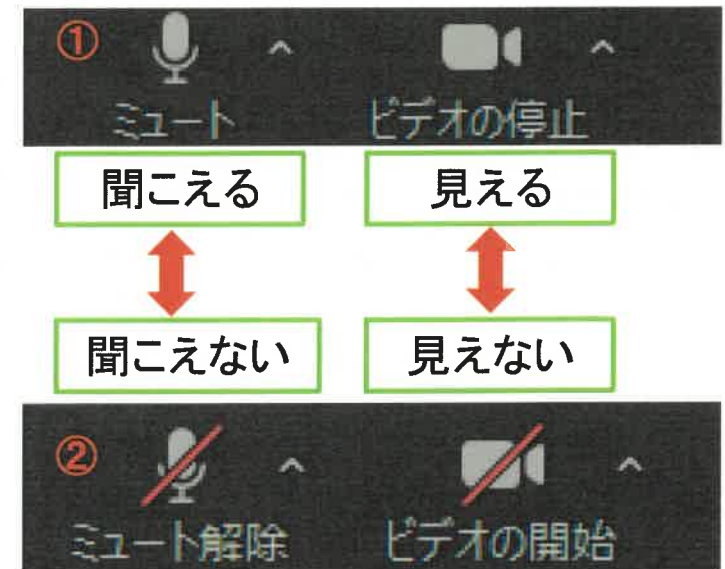 ①
ミュート ビデオの停止
聞こえる 見える
聞こえない 見えない
②
ミュート解除 ビデオの開始